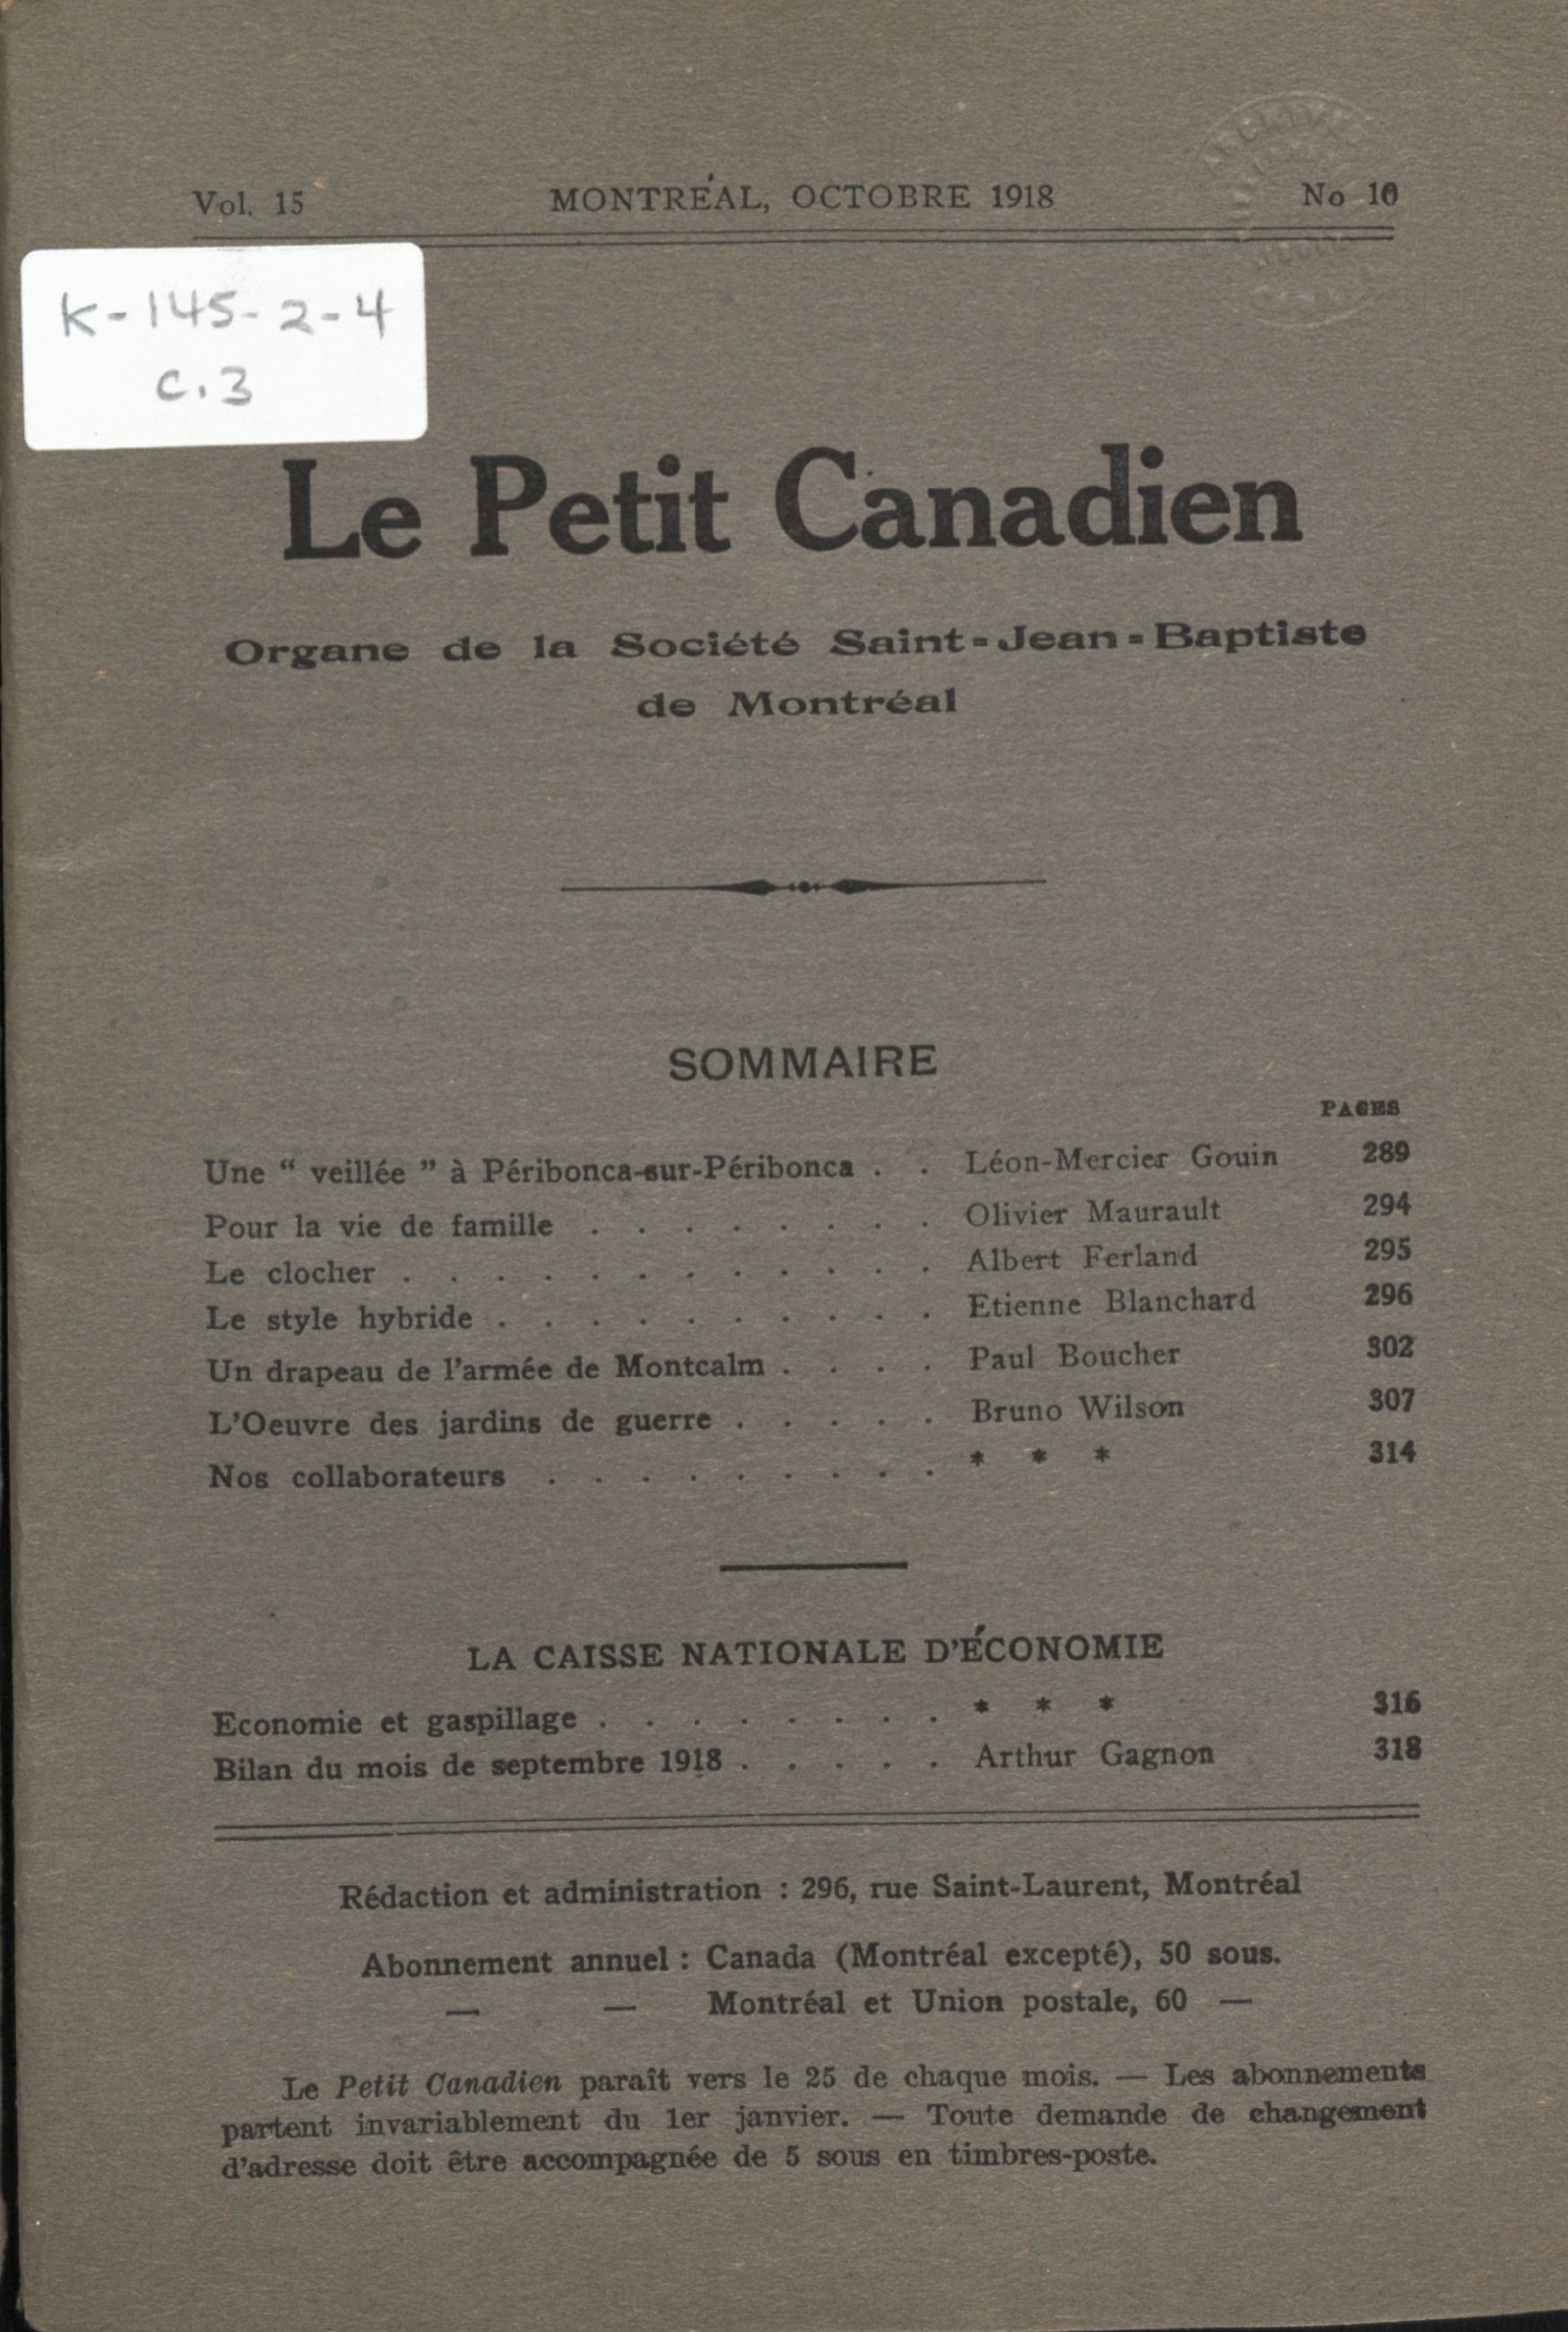 Vol. 15 MONTRÉAL, OCTOBRE 1918 No 10
K-145-2-4
C.3
Le Petit Canadien
Organe de la Société Saint-Jean-Baptiste
de Montréal
SOMMAIRE
PAGES
Une “ veillée ” à Péribonca-sur-Péribonca . . Léon-Mercier Gouin 289
Pour la vie de famille . . . . . . . . Olivier Maurault 294
Le clocher . . . . . . . . . . . . Albert Ferland 295
Le style hybride . . . . . . . . . . Etienne Blanchard 296
Un drapeau de l'armée de Montcalm . . . . Paul Boucher 302
L'Oeuvre des jardins de guerre . . . . . Bruno Wilson 307
Nos collaborateurs . . . . . . . . . * * * 314
LA CAISSE NATIONALE D'ÉCONOMIE
Economie et gaspillage . . . . . . . . * * * 316
Bilan du mois de septembre 1918 . . . . . Arthur Gagnon 318
Rédaction et administration : 296, rue Saint-Laurent, Montréal
Abonnement annuel : Canada (Montréal excepté), 50 sous.
— — Montréal et Union postale, 60 —
Le Petit Canadien paraît vers le 25 de chaque mois. — Les abonnements
partent invariablement du 1er janvier. — Toute demande de changement
d'adresse doit être accompagnée de 5 sous en timbres-poste.